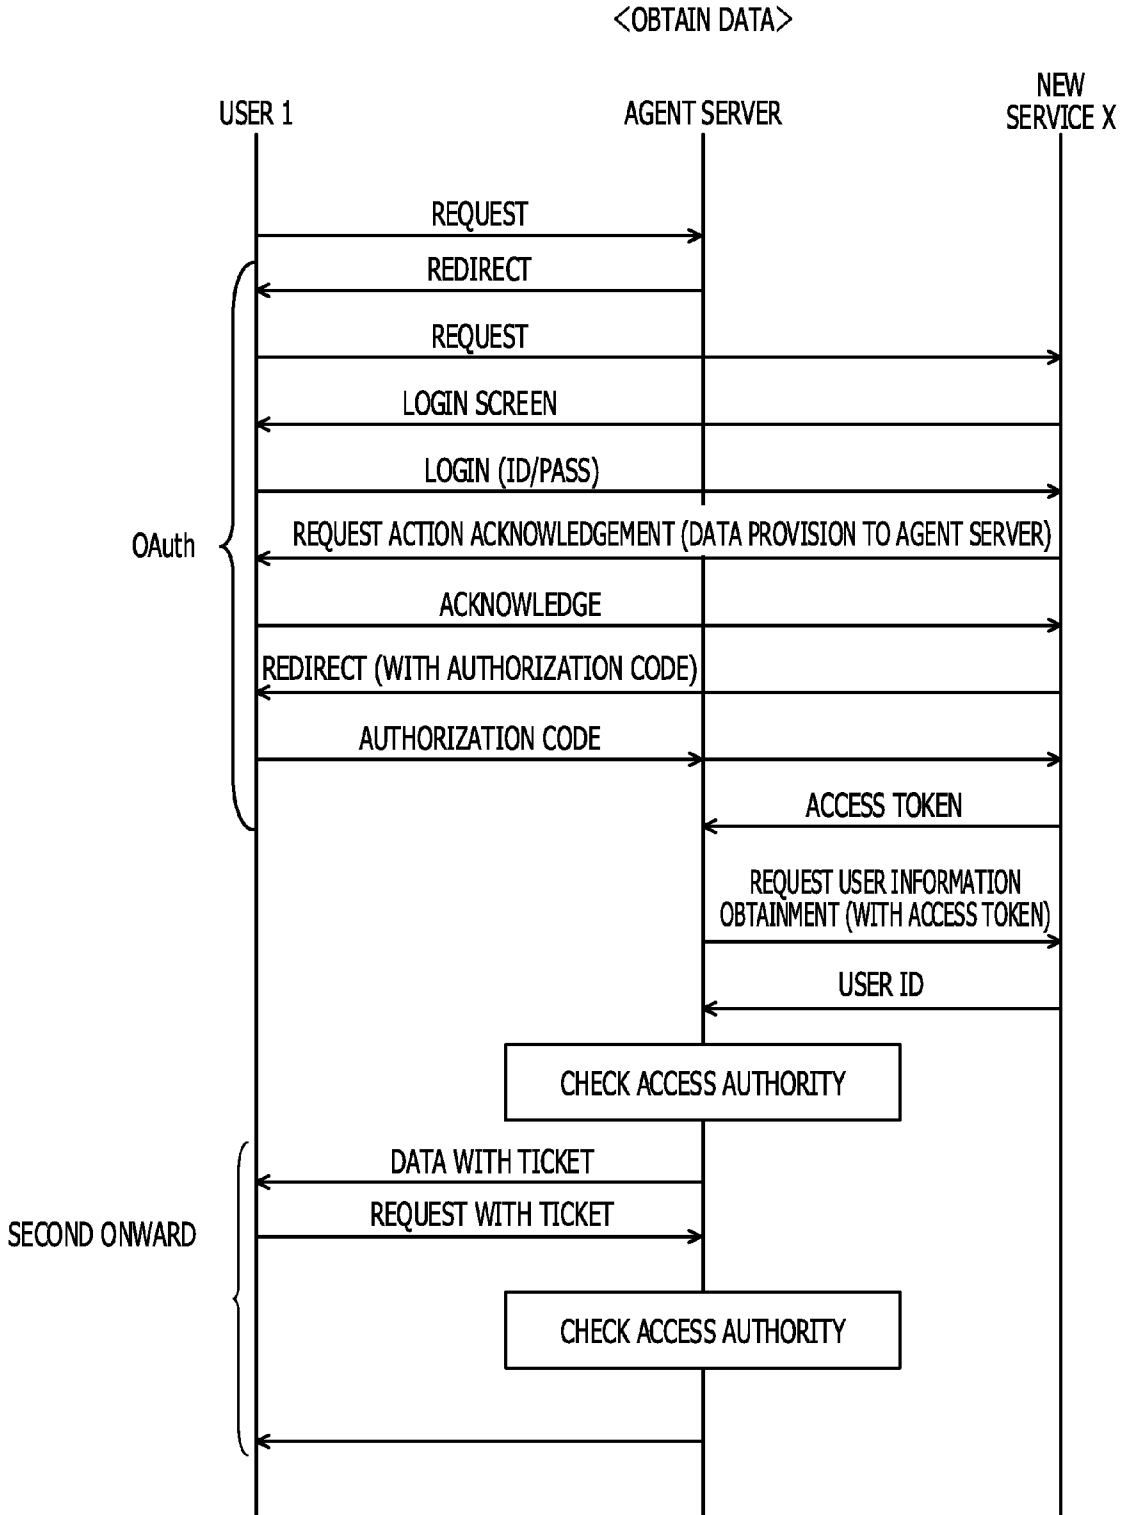 <OBTAIN DATA>
USER 1
AGENT SERVER
NEW
SERVICE X
REQUEST
REDIRECT
REQUEST
LOGIN SCREEN
LOGIN (ID/PASS)
OAuth
REQUEST ACTION ACKNOWLEDGEMENT (DATA PROVISION TO AGENT SERVER)
ACKNOWLEDGE
REDIRECT (WITH AUTHORIZATION CODE)
AUTHORIZATION CODE
ACCESS TOKEN
REQUEST USER INFORMATION
OBTAINMENT (WITH ACCESS TOKEN)
USER ID
CHECK ACCESS AUTHORITY
DATA WITH TICKET
REQUEST WITH TICKET
SECOND ONWARD
CHECK ACCESS AUTHORITY